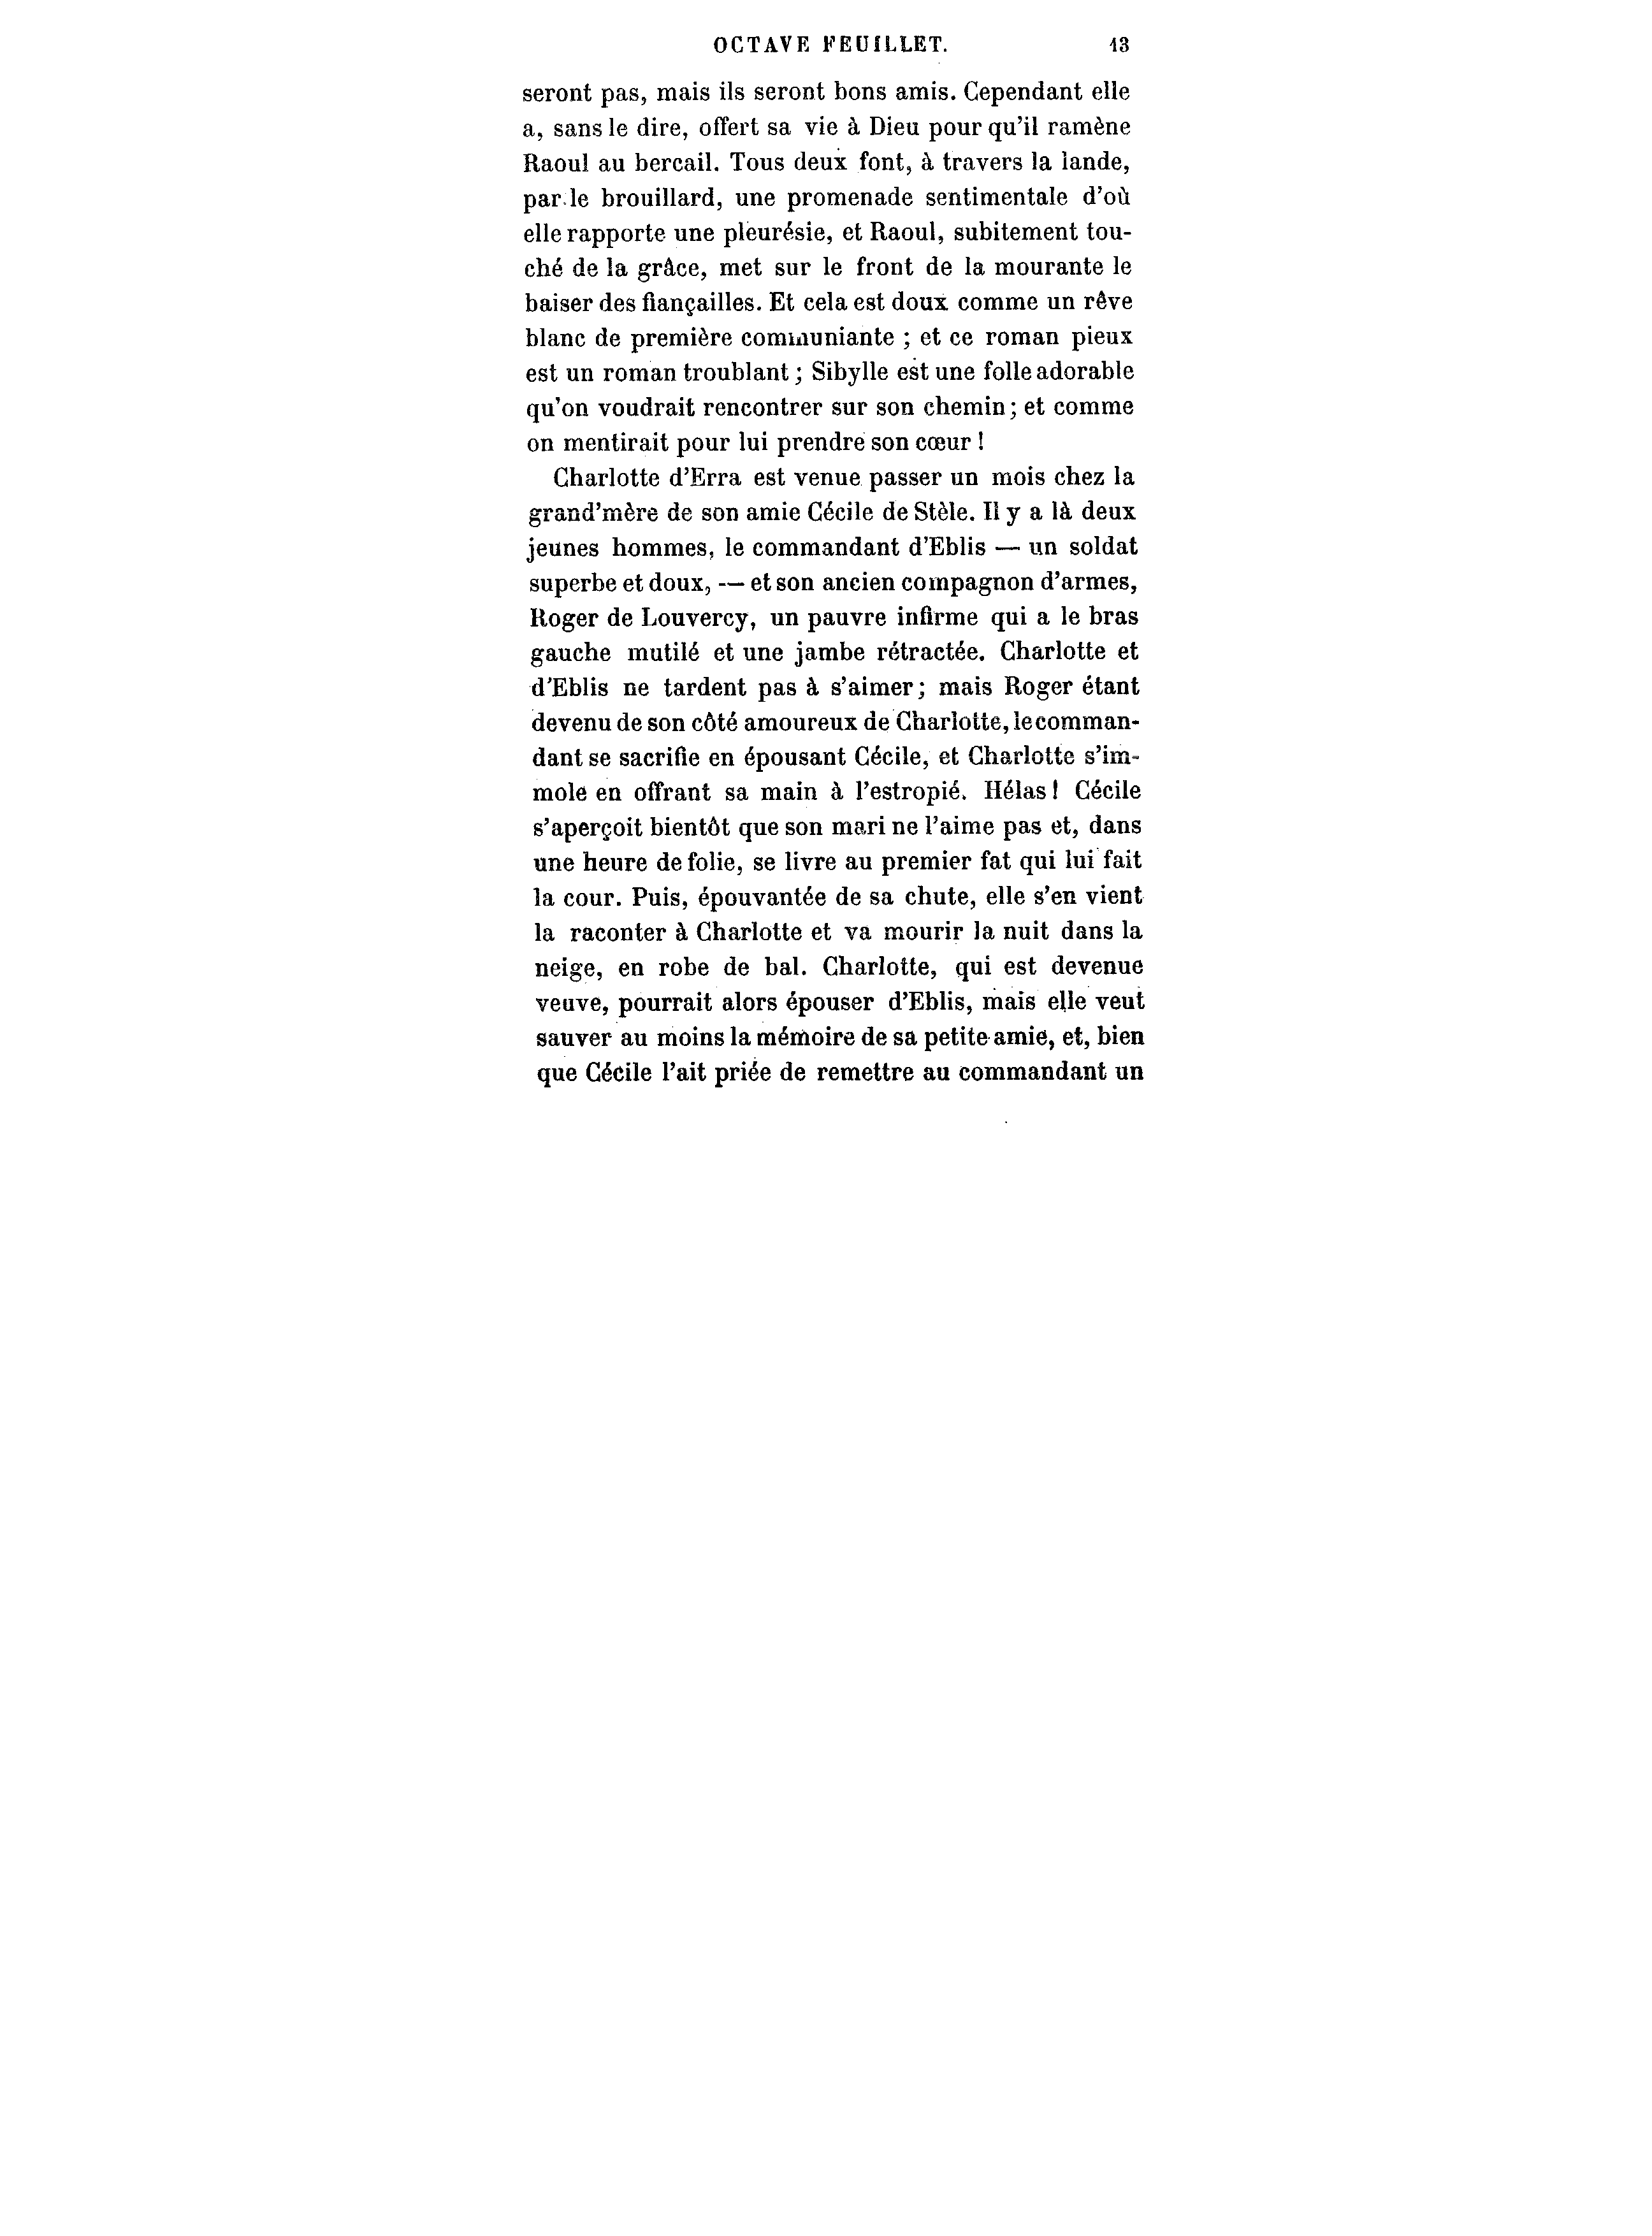 OCTAVE FEUILLET. 13
seront pas, mais ils seront bons amis. Cependant elle
a, sans le dire, offert sa vie à Dieu pour qu'il ramène
Raoul au bercail. Tous deux font, à travers la lande,
par le brouillard, une promenade sentimentale d'où
elle rapporte une pleurésie, et Raoul, subitement tou-
ché de la grâce, met sur le front de la mourante le
baiser des fiançailles. Et cela est doux comme un rêve
blanc de première communiante ; et ce roman pieux
est un roman troublant ; Sibylle est une folle adorable
qu'on voudrait rencontrer sur son chemin ; et comme
on mentirait pour lui prendre son cœur !
Charlotte d'Erra est venue passer un mois chez la
grand'mère de son amie Cécile de Stèle. Il y a là deux
jeunes hommes, le commandant d'Eblis — un soldat
superbe et doux, — et son ancien compagnon d'armes,
Roger de Louvercy, un pauvre infirme qui a le bras
gauche mutilé et une jambe rétractée. Charlotte et
d'Eblis ne tardent pas à s'aimer ; mais Roger étant
devenu de son côté amoureux de Charlotte, le comman-
dant se sacrifie en épousant Cécile, et Charlotte s'im-
mole en offrant sa main à l'estropié. Hélas ! Cécile
s'aperçoit bientôt que son mari ne l'aime pas et, dans
une heure de folie, se livre au premier fat qui lui fait
la cour. Puis, épouvantée de sa chute, elle s'en vient
la raconter à Charlotte et va mourir la nuit dans la
neige, en robe de bal. Charlotte, qui est devenue
veuve, pourrait alors épouser d'Eblis, mais elle veut
sauver au moins la mémoire de sa petite amie, et, bien
que Cécile l'ait priée de remettre au commandant un